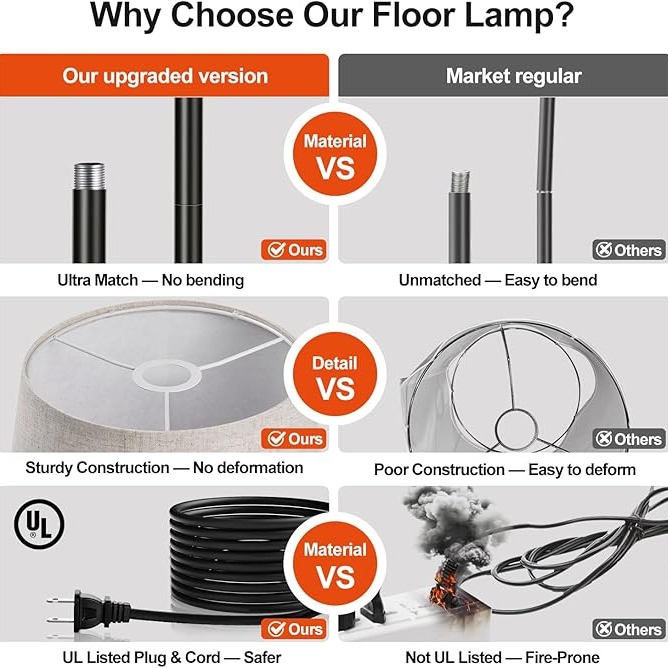 Why Choose Our Floor Lamp?
Our upgraded version
Market regular
Material
VS
Ours
Others
Ultra Match — No bending
Unmatched — Easy to bend
Detail
VS
Ours
Others
Sturdy Construction — No deformation
Poor Construction — Easy to deform
UL
®
Material
VS
Ours
Others
UL Listed Plug & Cord — Safer
Not UL Listed — Fire-Prone